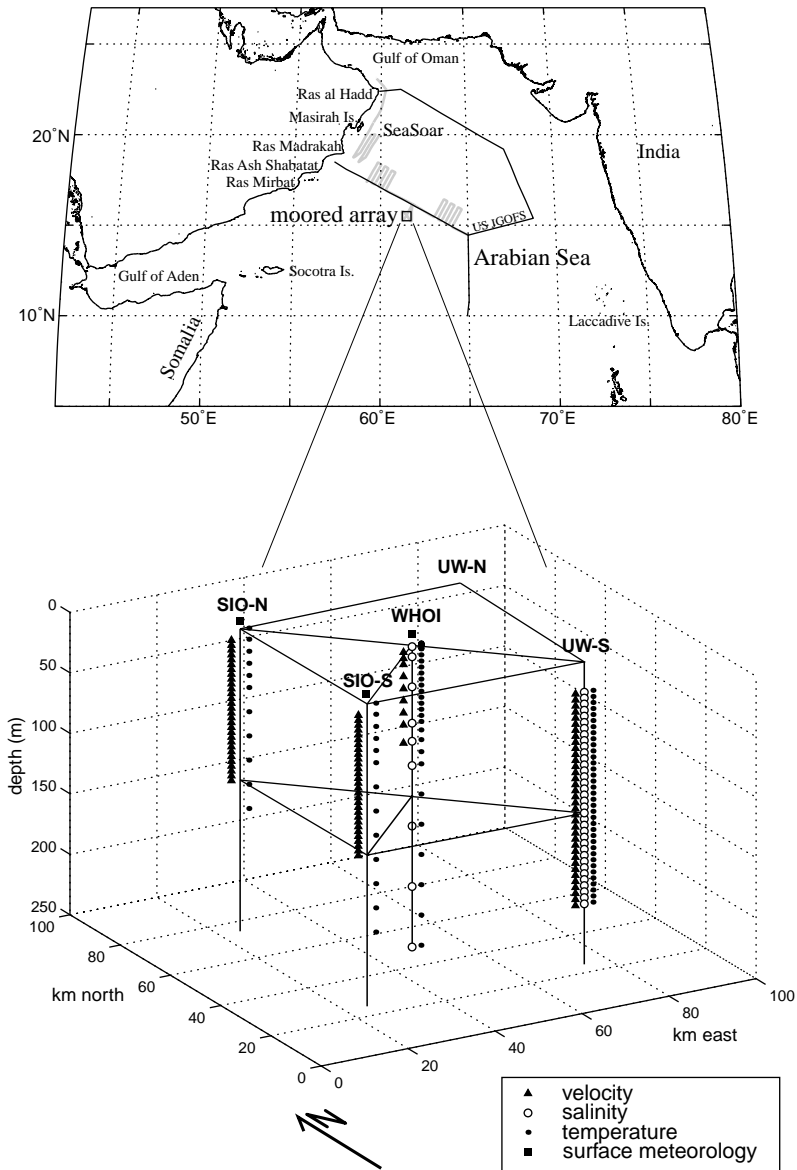 Gulf of Oman
Ras al Hadd
Masirah Is.
SeaSoar
20˚N
Ras Madrakah
India
Ras Ash Shabatat
Ras Mirbat
moored array
US JGOFS
Arabian Sea
Gulf of Aden
Socotra Is.
10˚N
Laccadive Is.
Somalia
50˚E
60˚E
70˚E
80˚E
UW-N
SIO-N
WHOI
UW-S
SIO-S
0
50
100
150
200
250
depth (m)
100
80
60
40
20
0
km north
0
20
40
60
80
100
km east
N
velocity
salinity
temperature
surface meteorology